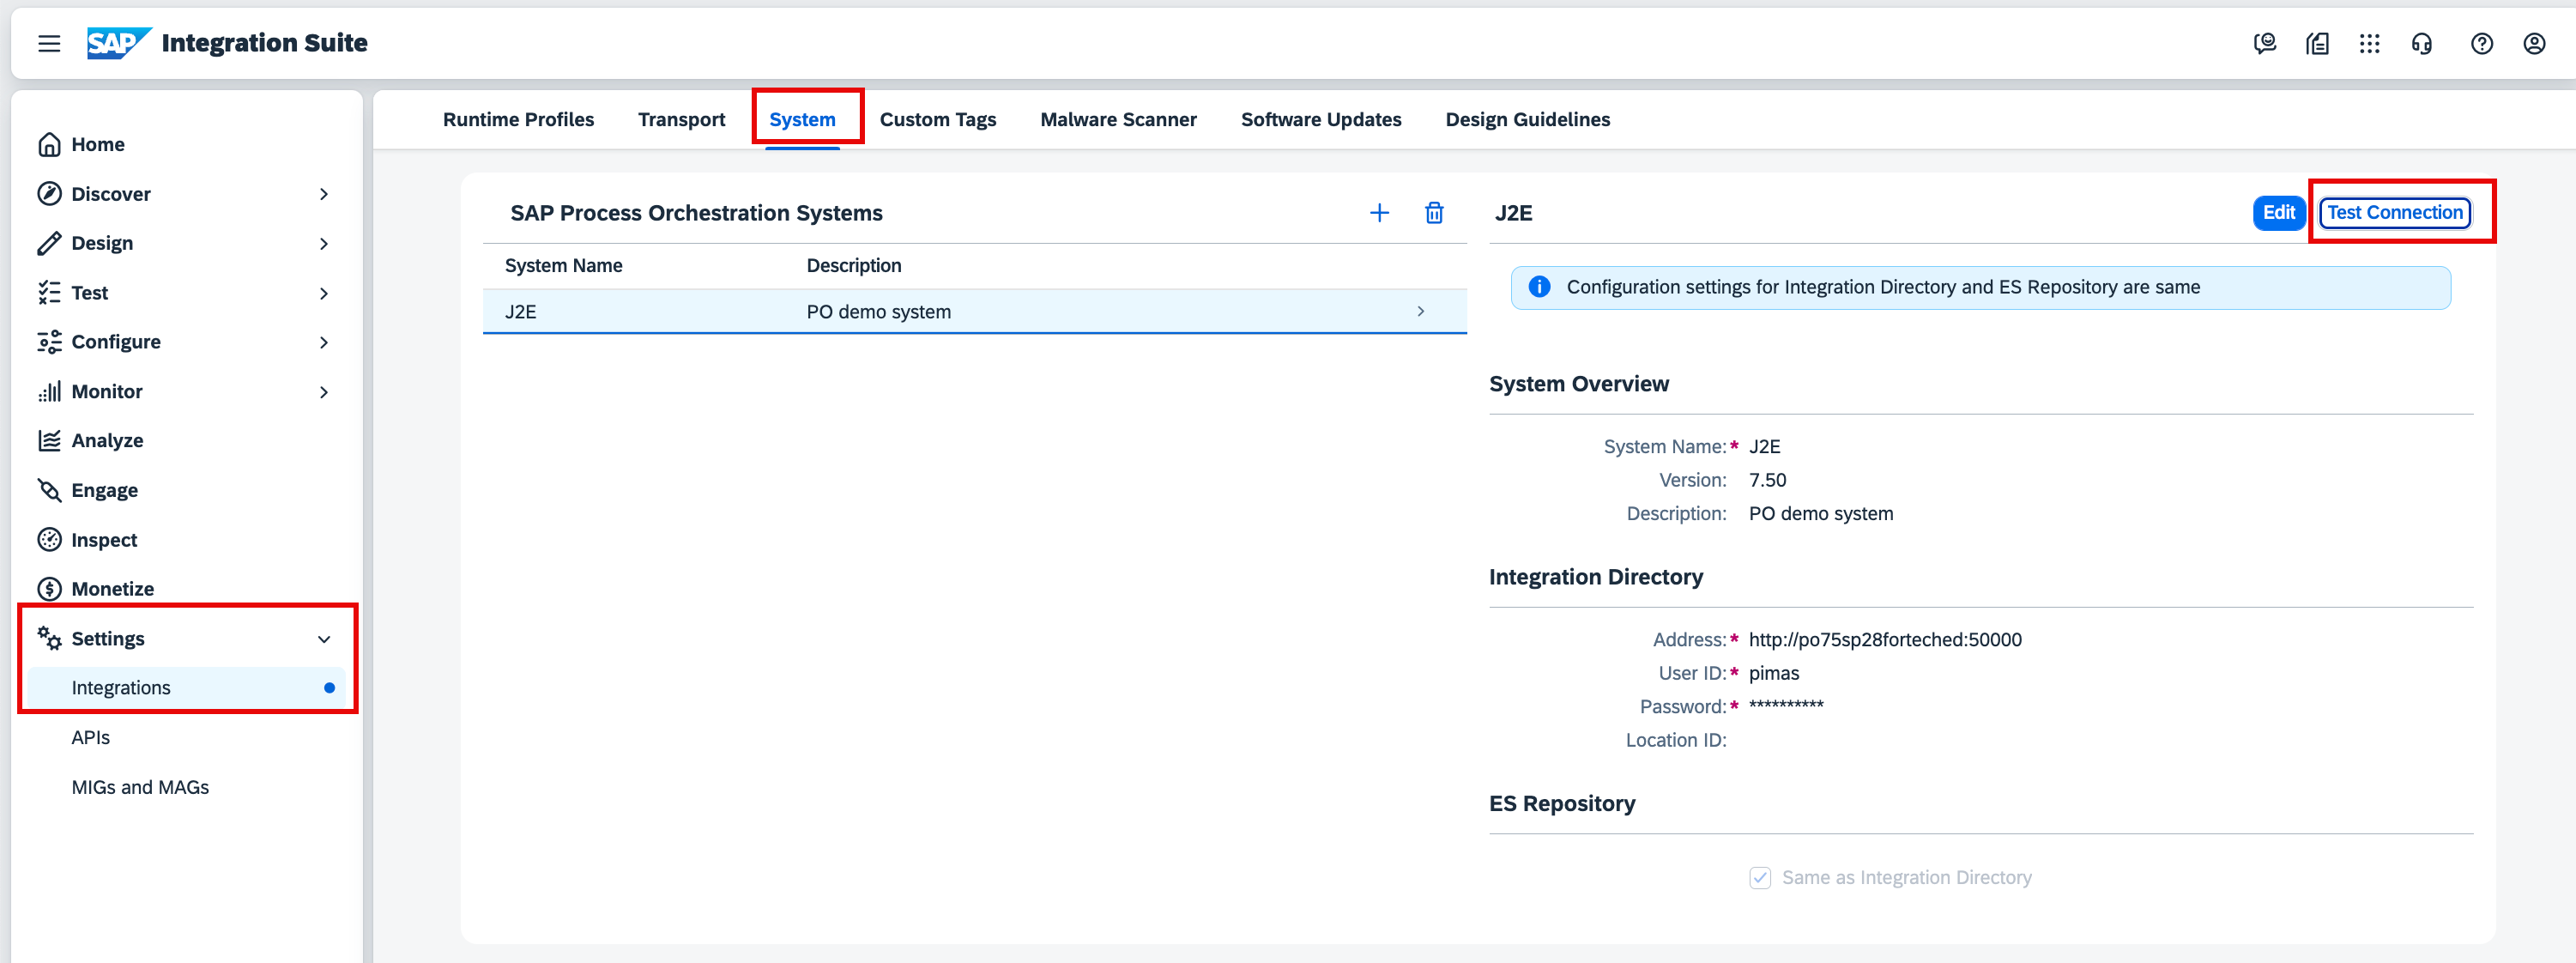 SAP Integration Suite
Home
Discover
Design
Test
Configure
Monitor
Analyze
Engage
Inspect
Monetize
Settings
Integrations
APIs
MIGs and MAGs
Runtime Profiles Transport System Custom Tags Malware Scanner Software Updates Design Guidelines
SAP Process Orchestration Systems
System Name Description
J2E PO demo system
J2E Edit Test Connection
Configuration settings for Integration Directory and ES Repository are same
System Overview
System Name:* J2E
Version: 7.50
Description: PO demo system
Integration Directory
Address:* http://po75sp28forteched:50000
User ID:* pimas
Password:* **********
Location ID:
ES Repository
Same as Integration Directory